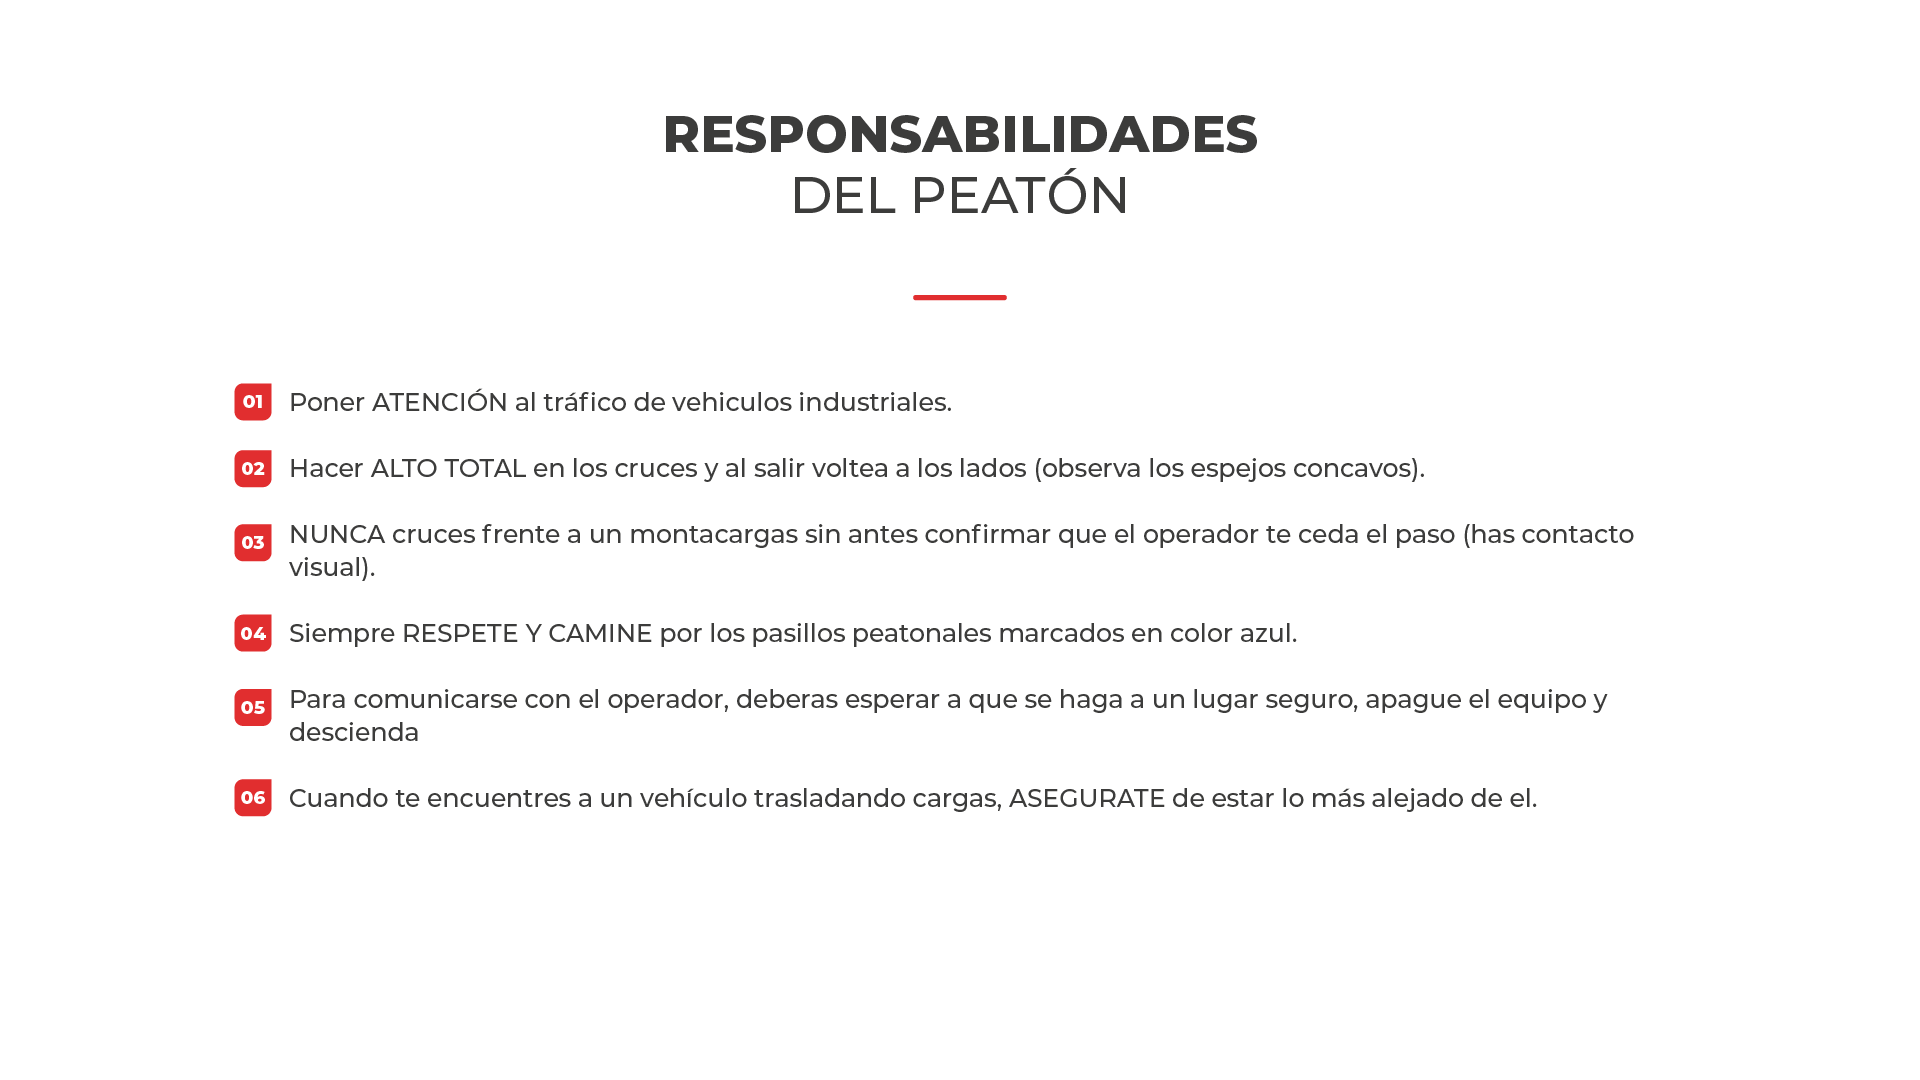 RESPONSABILIDADES
DEL PEATÓN
01 Poner ATENCIÓN al tráfico de vehiculos industriales.
02 Hacer ALTO TOTAL en los cruces y al salir voltea a los lados (observa los espejos concavos).
03 NUNCA cruces frente a un montacargas sin antes confirmar que el operador te ceda el paso (has contacto
visual).
04 Siempre RESPETE Y CAMINE por los pasillos peatonales marcados en color azul.
05 Para comunicarse con el operador, deberas esperar a que se haga a un lugar seguro, apague el equipo y
descienda
06 Cuando te encuentres a un vehículo trasladando cargas, ASEGURATE de estar lo más alejado de el.